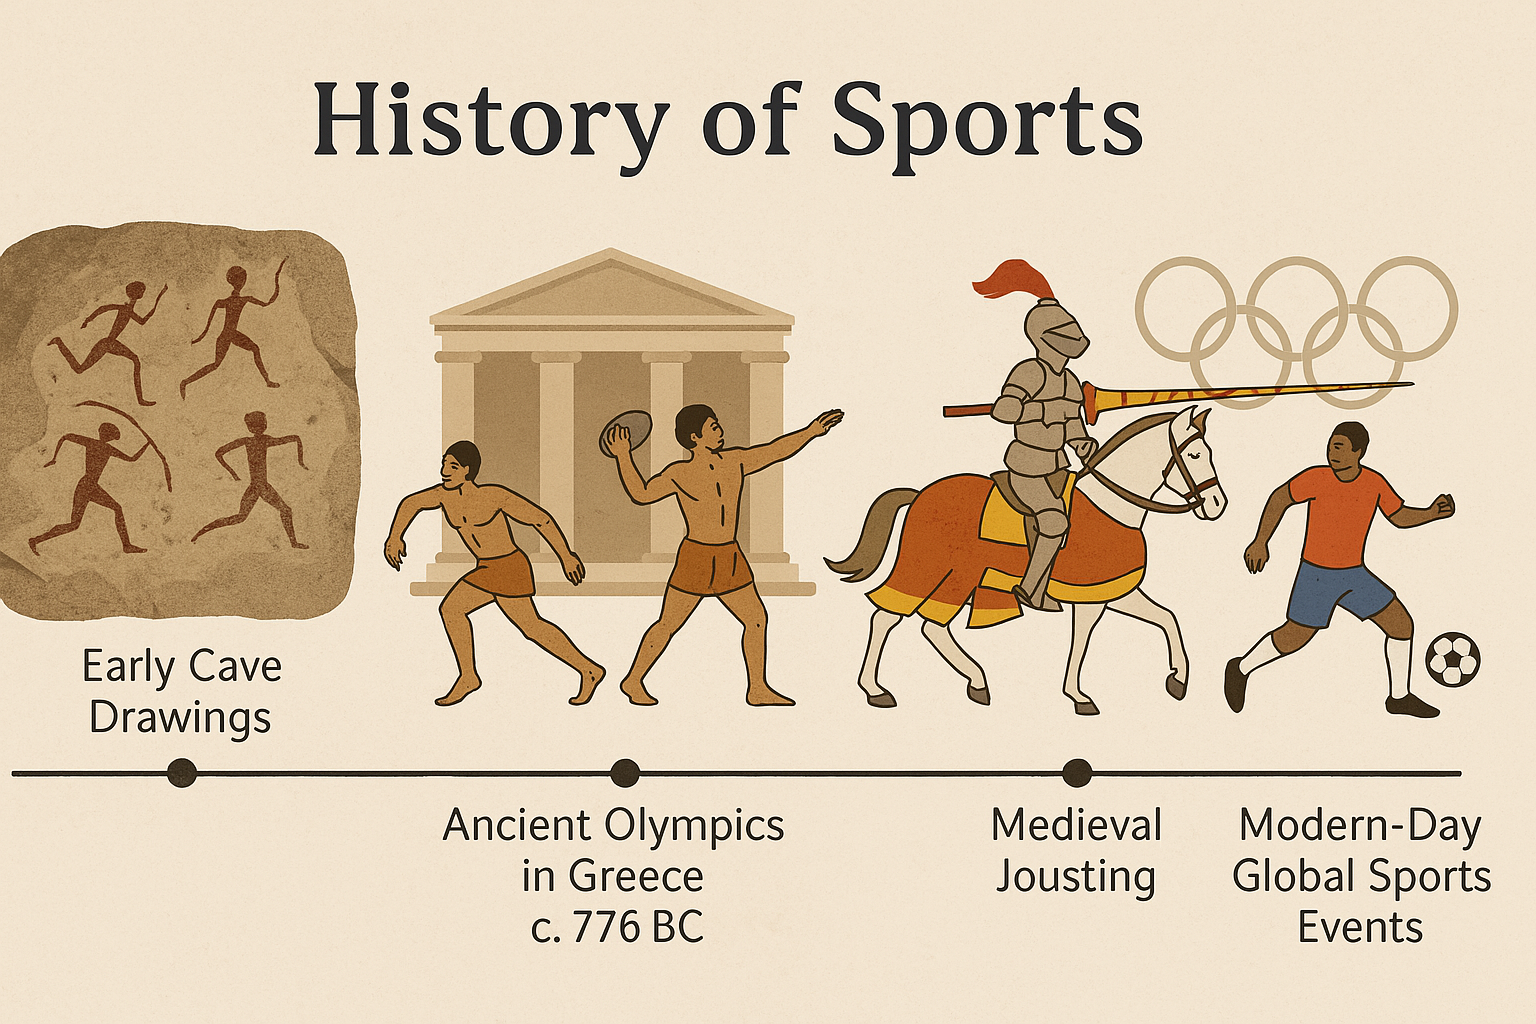 History of Sports
Early Cave
Drawings
Ancient Olympics
in Greece
c. 776 BC
Medieval
Jousting
Modern-Day
Global Sports
Events